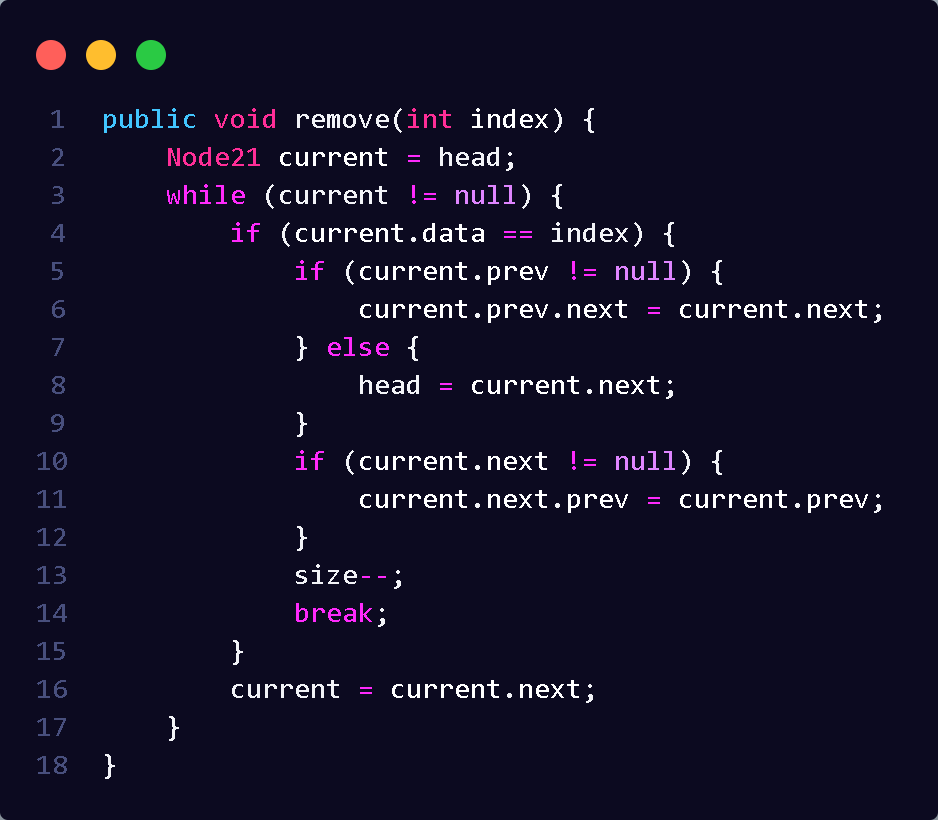 1 public void remove(int index) {
2     Node21 current = head;
3     while (current != null) {
4         if (current.data == index) {
5             if (current.prev != null) {
6                 current.prev.next = current.next;
7             } else {
8                 head = current.next;
9             }
10             if (current.next != null) {
11                 current.next.prev = current.prev;
12             }
13             size--;
14             break;
15         }
16         current = current.next;
17     }
18 }